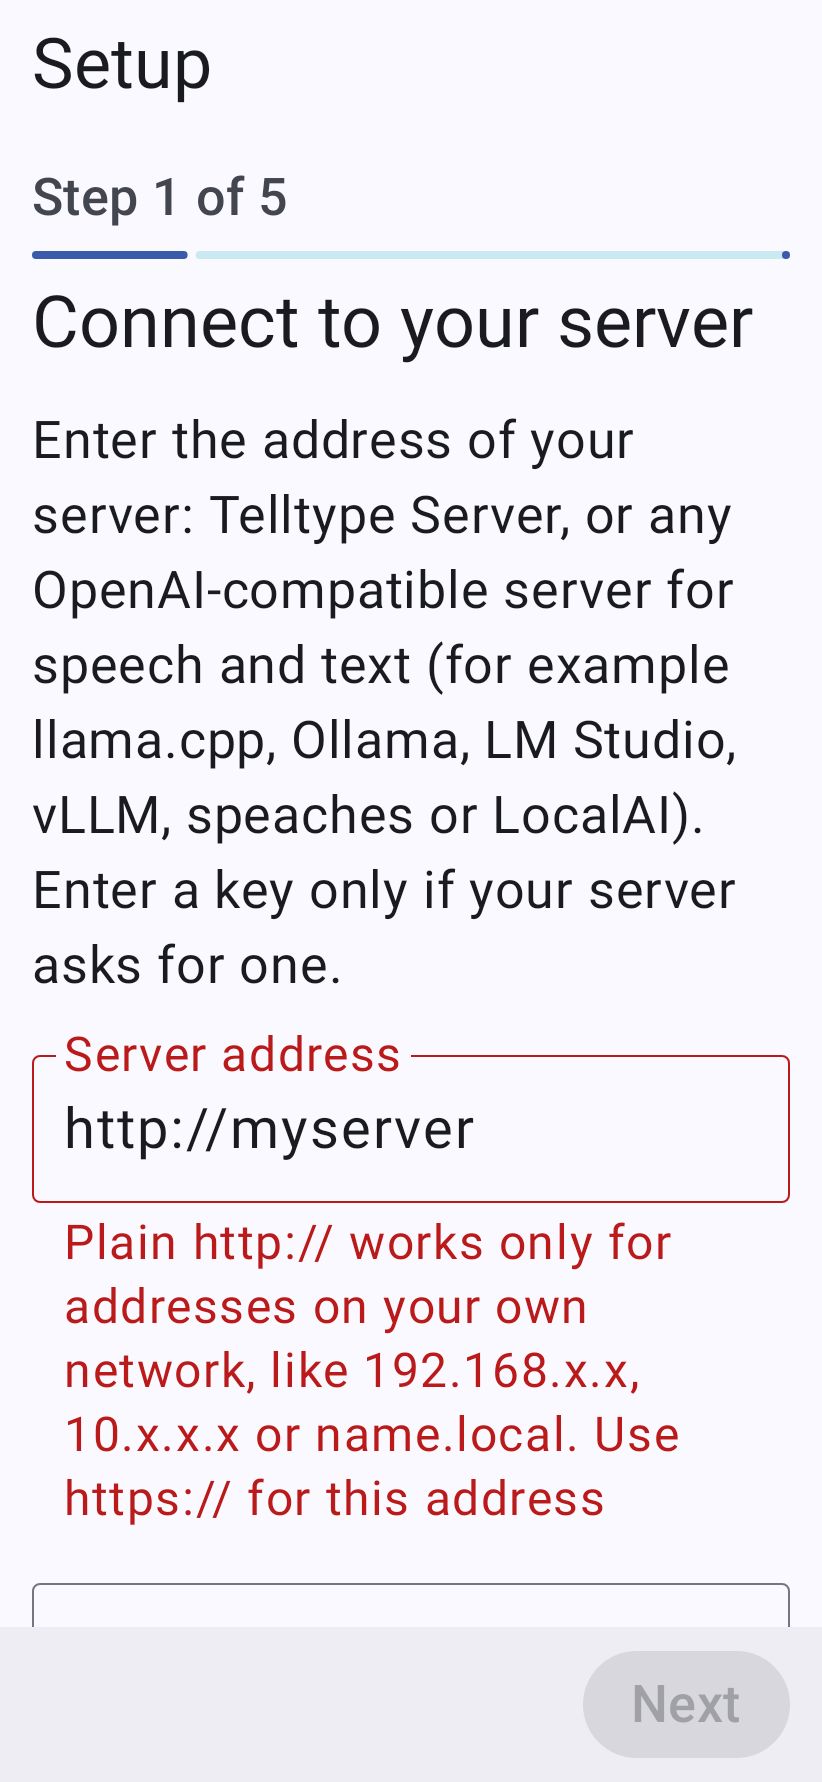 Setup
Step 1 of 5
Connect to your server
Enter the address of your
server: Telltype Server, or any
OpenAI-compatible server for
speech and text (for example
llama.cpp, Ollama, LM Studio,
vLLM, speaches or LocalAI).
Enter a key only if your server
asks for one.
Server address
http://myserver
Plain http:// works only for
addresses on your own
network, like 192.168.x.x,
10.x.x.x or name.local. Use
https:// for this address
Next